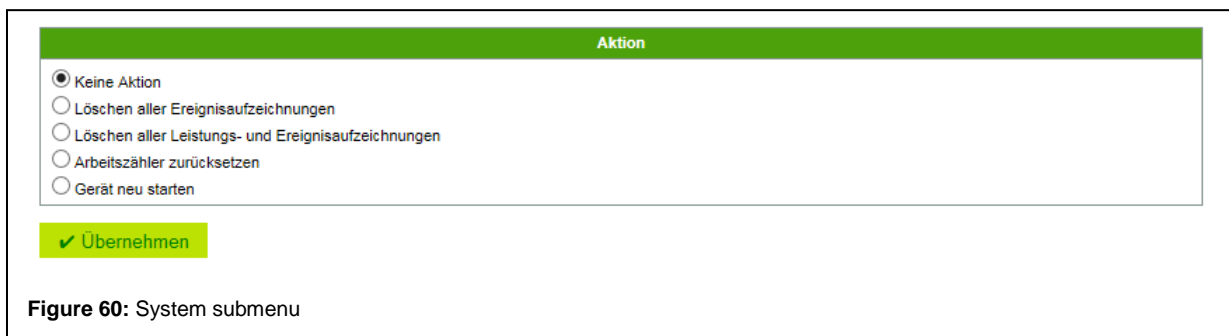 Aktion
Keine Aktion
Löschen aller Ereignisaufzeichnungen
Löschen aller Leistungs- und Ereignisaufzeichnungen
Arbeitszähler zurücksetzen
Gerät neu starten
✔ Übernehmen
Figure 60: System submenu